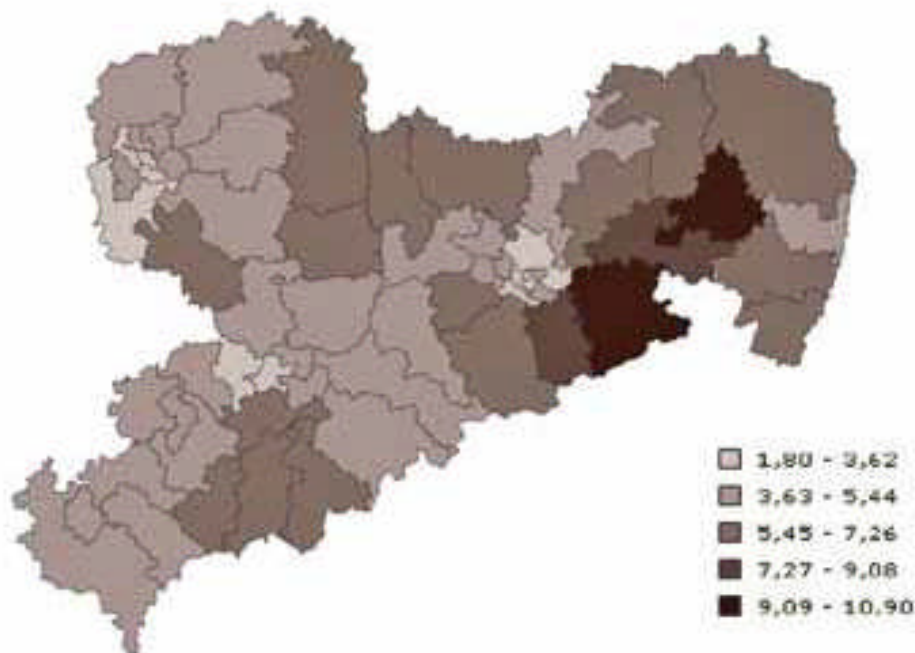 1,80 - 3,62
3,63 - 5,44
5,45 - 7,26
7,27 - 9,08
9,09 - 10,90